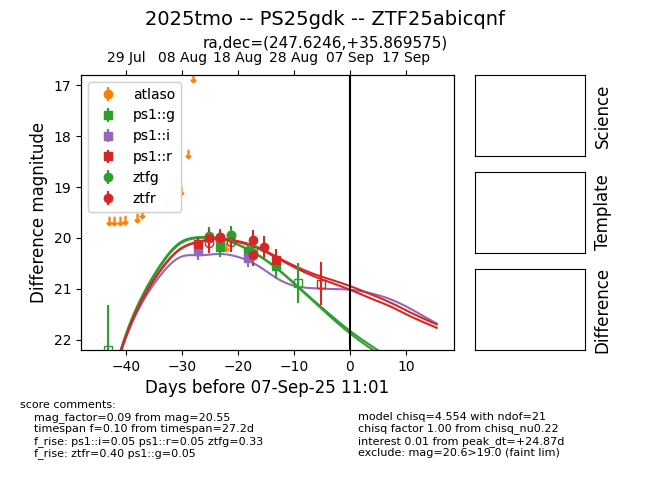 2025tmo -- PS25gdk -- ZTF25abicqnf
ra,dec=(247.6246,+35.869575)
29 Jul 08 Aug 18 Aug 28 Aug 07 Sep 17 Sep
17
18
19
20
21
22
Difference magnitude
atlaso
ps1::g
ps1::i
ps1::r
ztfg
ztfr
−40 −30 −20 −10 0 10
Days before 07-Sep-25 11:01
Science
Template
Difference
score comments:
mag_factor=0.09 from mag=20.55
timespan f=0.10 from timespan=27.2d
f_rise: ps1::i=0.05 ps1::r=0.05 ztfg=0.33
f_rise: ztfr=0.40 ps1::g=0.05
model chisq=4.554 with ndof=21
chisq factor 1.00 from chisq_nu0.22
interest 0.01 from peak_dt=+24.87d
exclude: mag=20.6>19.0 (faint lim)